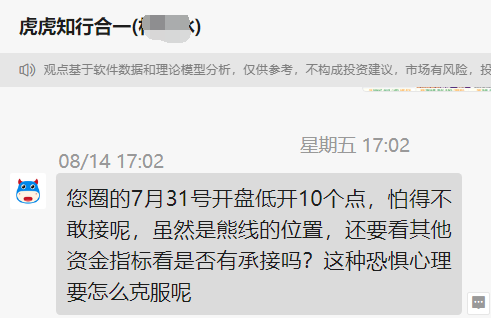 虎虎知行合一(
观点基于软件数据和理论模型分析，仅供参考，不构成投资建议，市场有风险，投
星期五 17:02
08/14 17:02
您圈的7月31号开盘低开10个点，怕得不
敢接呢，虽然是熊线的位置，还要看其他
资金指标看是否有承接吗？这种恐惧心理
要怎么克服呢